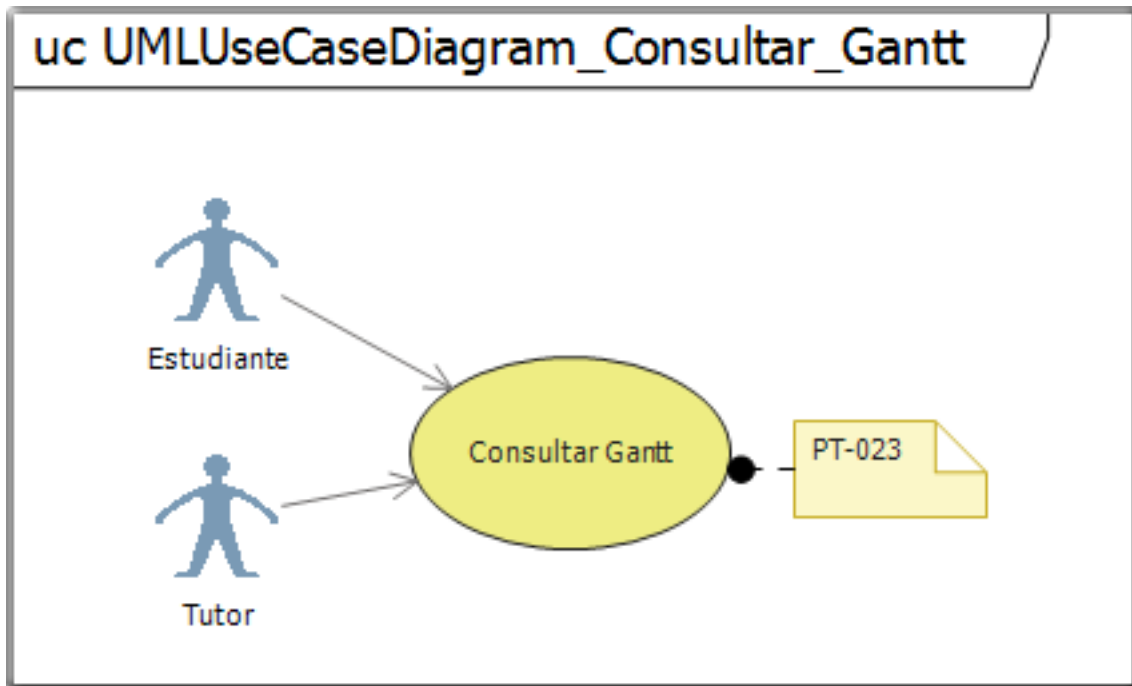 uc UMLUseCaseDiagram_Consultar_Gantt
Estudiante
Consultar Gantt
PT-023
Tutor